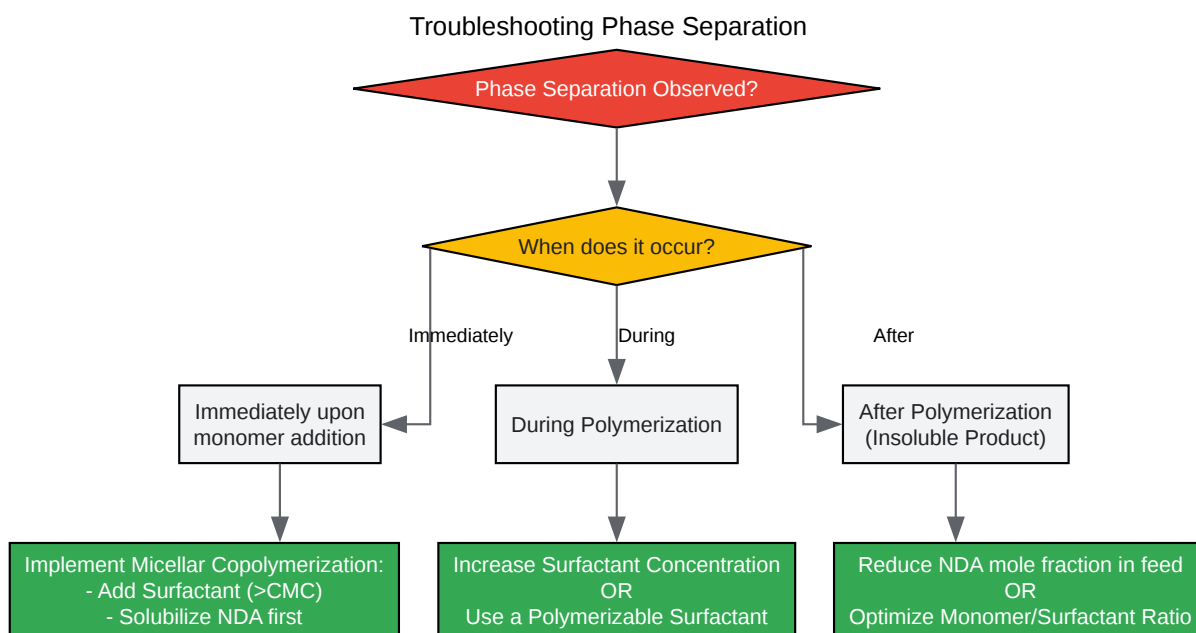 Troubleshooting Phase Separation
Phase Separation Observed?
When does it occur?
Immediately
During
After
Immediately upon
monomer addition
During Polymerization
After Polymerization
(Insoluble Product)
Implement Micellar Copolymerization:
- Add Surfactant (>CMC)
- Solubilize NDA first
Increase Surfactant Concentration
OR
Use a Polymerizable Surfactant
Reduce NDA mole fraction in feed
OR
Optimize Monomer/Surfactant Ratio